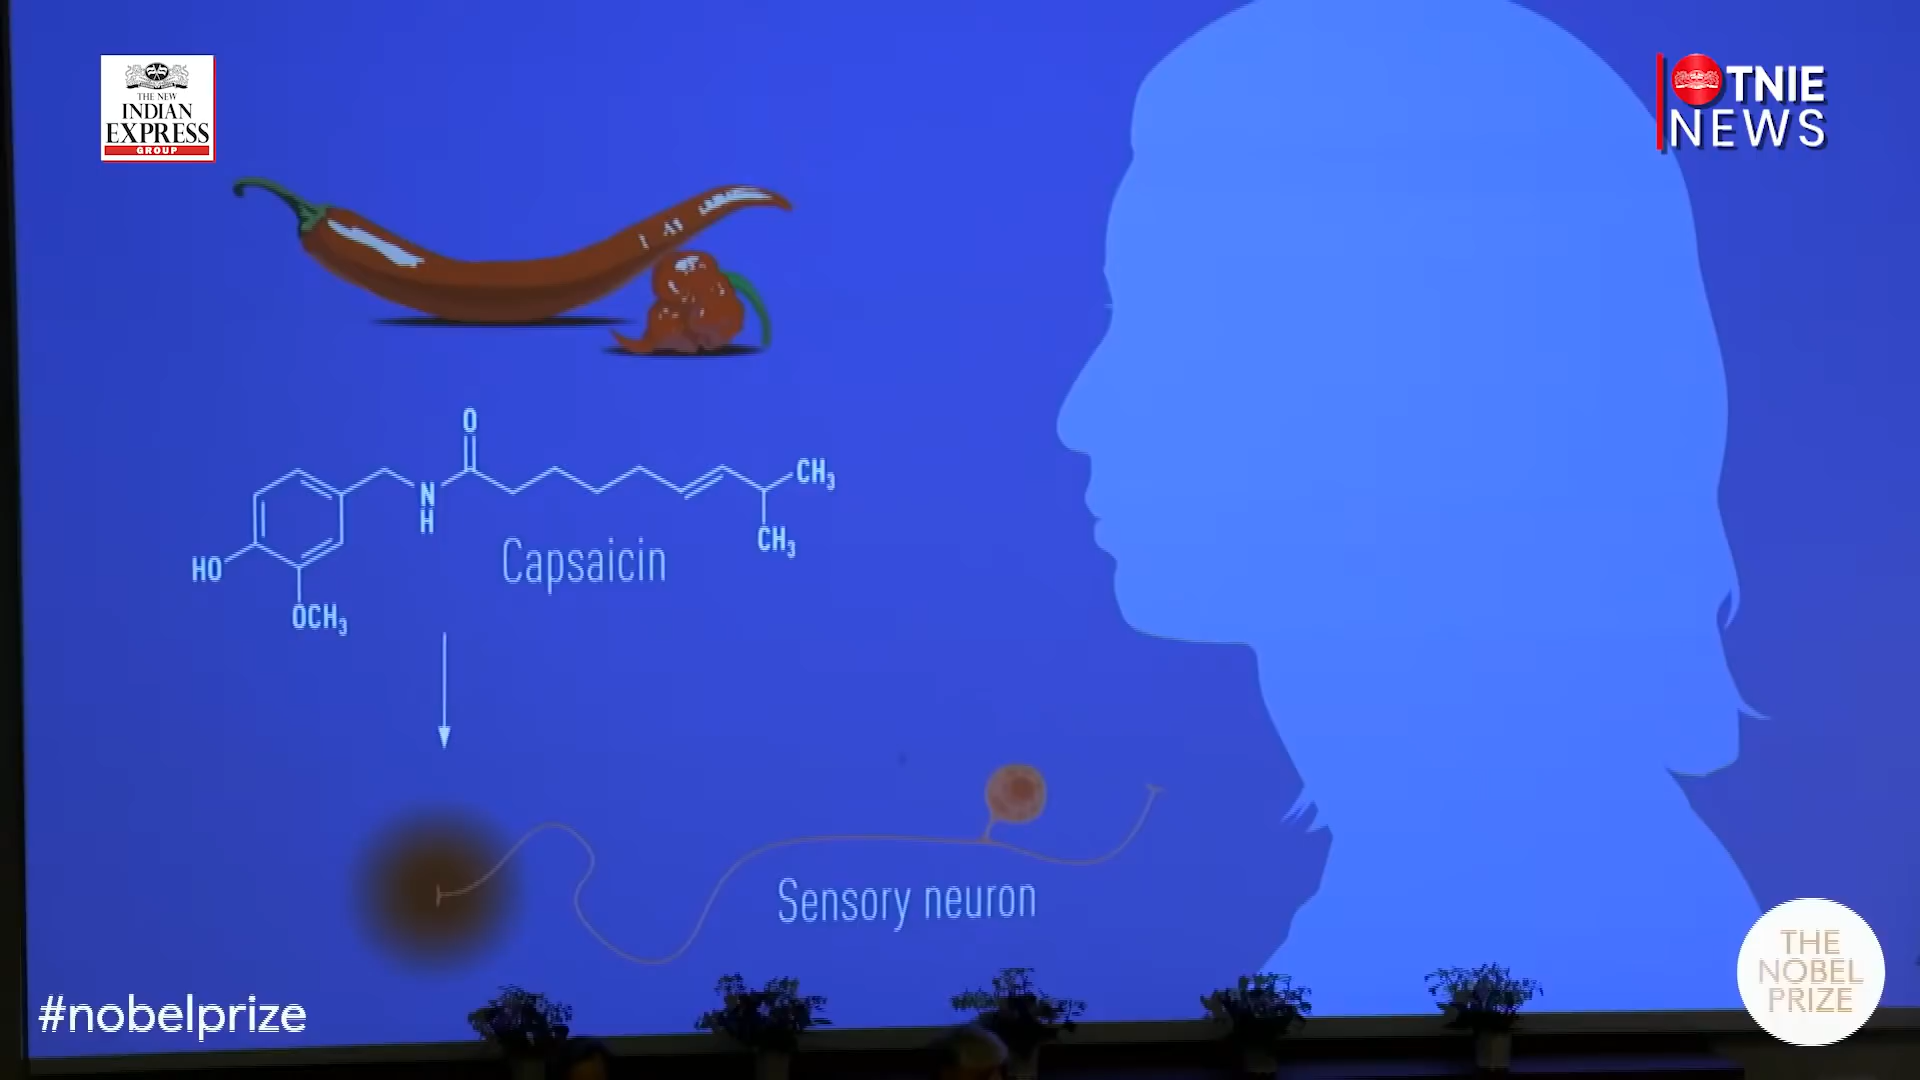 THE NEW
INDIAN
EXPRESS
GROUP
TNIE
NEWS
O
CH3
N
H
CH3
HO
OCH3
Capsaicin
Sensory neuron
#nobelprize
THE
NOBEL
PRIZE